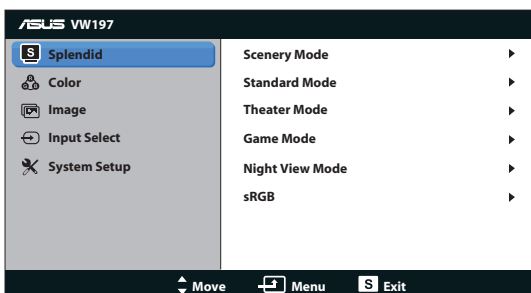 ASUS VW197
S Splendid
Color
Image
Input Select
System Setup
Scenery Mode
Standard Mode
Theater Mode
Game Mode
Night View Mode
sRGB
Move Menu S Exit